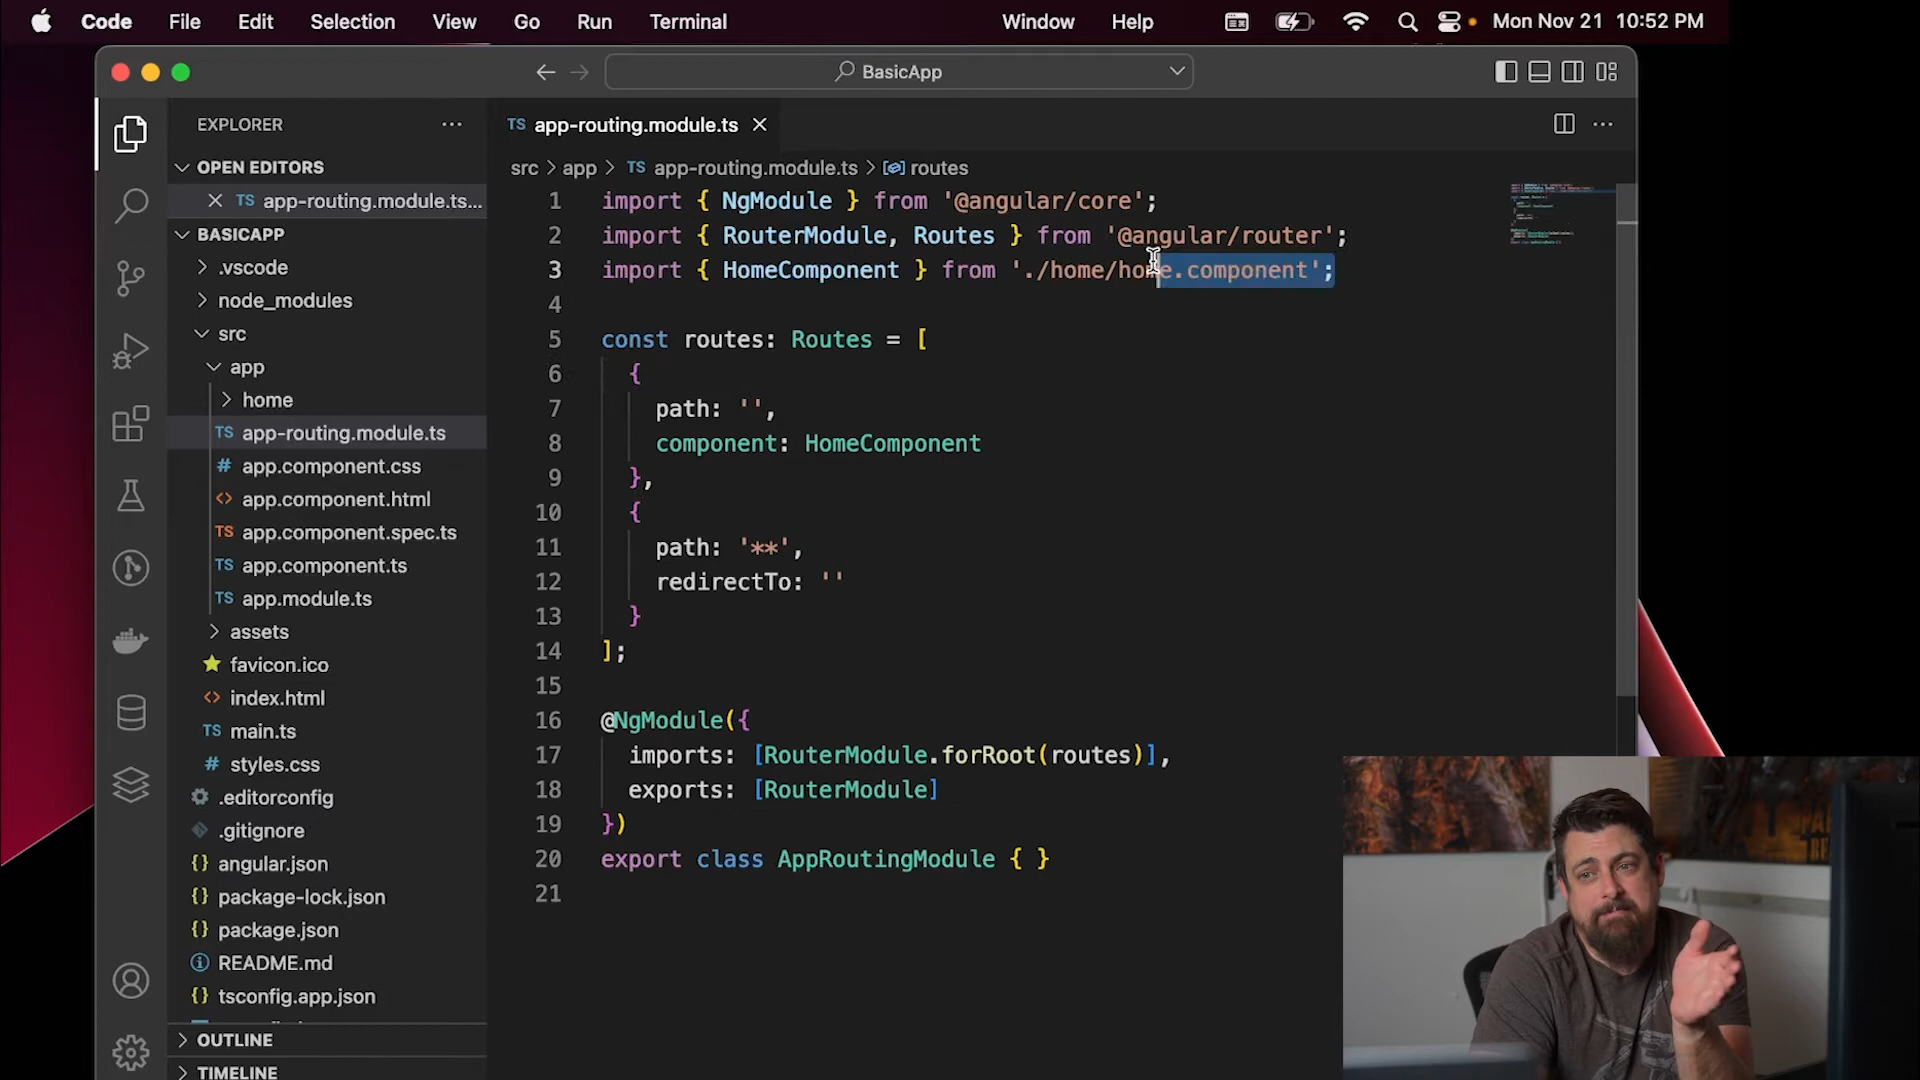 Code File Edit Selection View Go Run Terminal Window Help Mon Nov 21 10:52 PM
BasicApp
EXPLORER
OPEN EDITORS
TS app-routing.module.ts...
BASICAPP
.vscode
node_modules
src
app
home
TS app-routing.module.ts
# app.component.css
<> app.component.html
TS app.component.spec.ts
TS app.component.ts
TS app.module.ts
assets
favicon.ico
<> index.html
TS main.ts
# styles.css
.editorconfig
.gitignore
{} angular.json
{} package-lock.json
{} package.json
README.md
{} tsconfig.app.json
OUTLINE
TIMELINE
TS app-routing.module.ts
src > app > TS app-routing.module.ts > routes
1 import { NgModule } from '@angular/core';
2 import { RouterModule, Routes } from '@angular/router';
3 import { HomeComponent } from './home/home.component';
4
5 const routes: Routes = [
6 {
7 path: '',
8 component: HomeComponent
9 },
10 {
11 path: '**',
12 redirectTo: ''
13 }
14 ];
15
16 @NgModule({
17 imports: [RouterModule.forRoot(routes)],
18 exports: [RouterModule]
19 })
20 export class AppRoutingModule { }
21